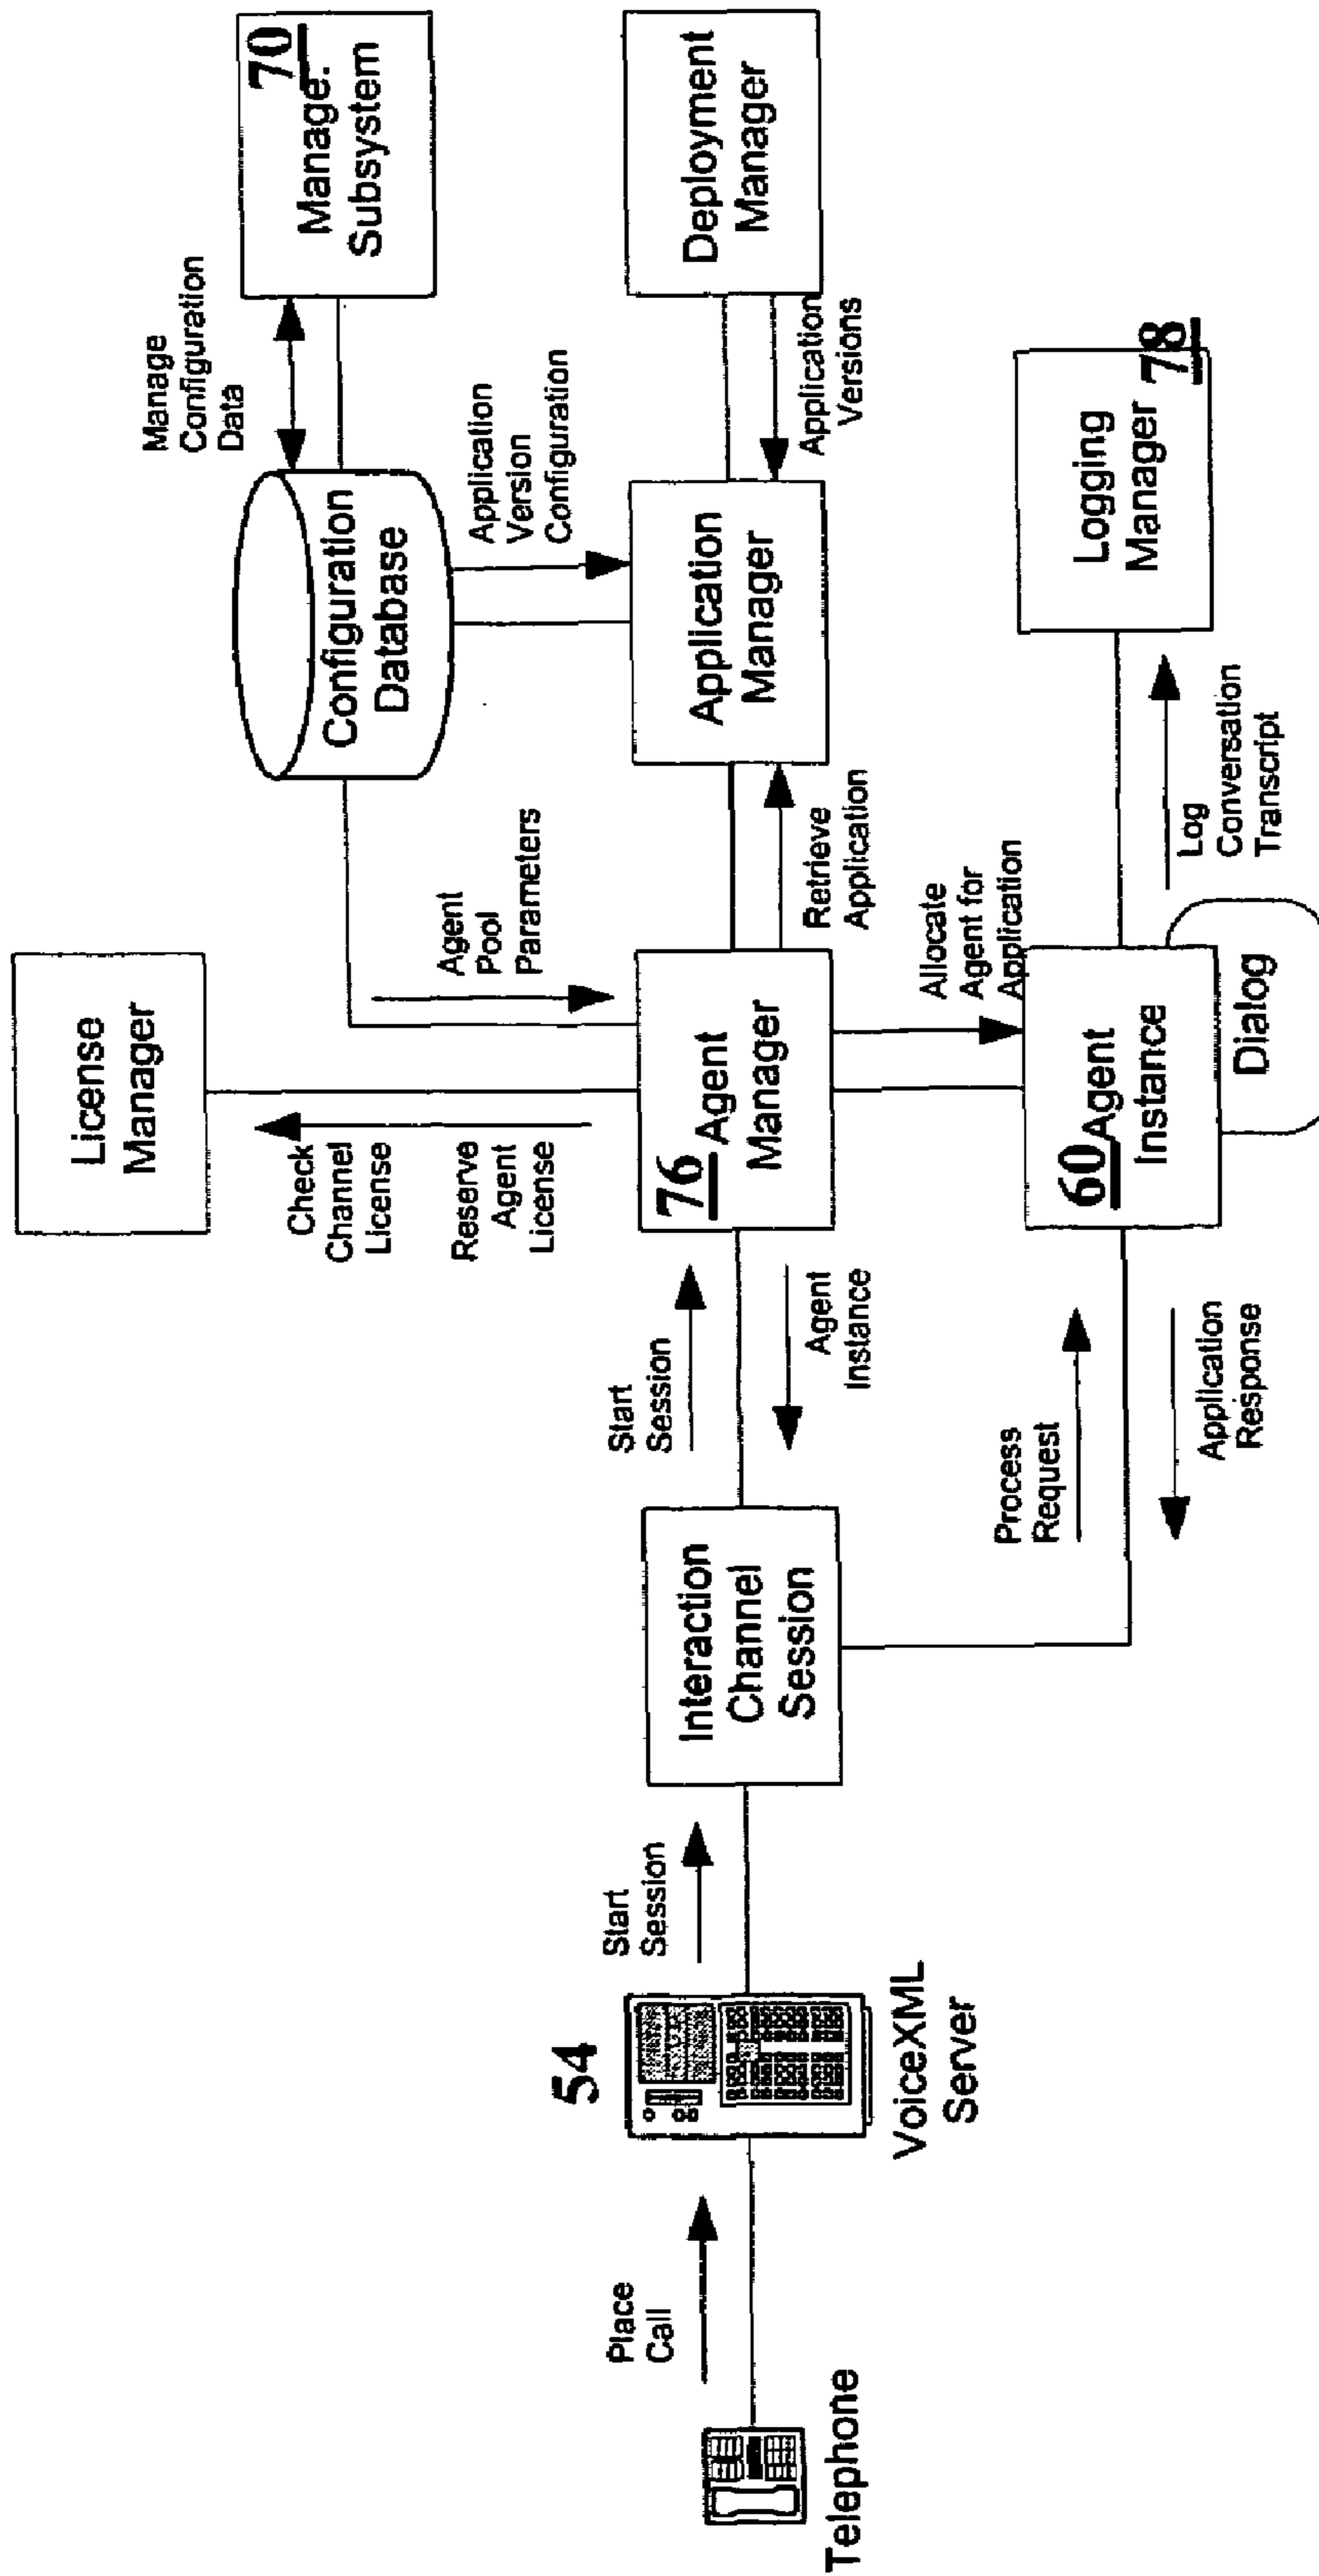 License
Manager
Check
Channel
License
Reserve
Agent
License
Agent
Pool
Parameters
Configuration
Database
Manage
Configuration
Data
70
Manage.
Subsystem
Application
Version
Configuration
Place
Call
Telephone
54
VoiceXML
Server
Start
Session
Interaction
Channel
Session
Start
Session
Agent
Instance
76 Agent
Manager
Retrieve
Application
Application
Manager
Application
Versions
Deployment
Manager
Allocate
Agent for
Application
Process
Request
Application
Response
60 Agent
Instance
Dialog
Log
Conversation
Transcript
Logging
Manager 78